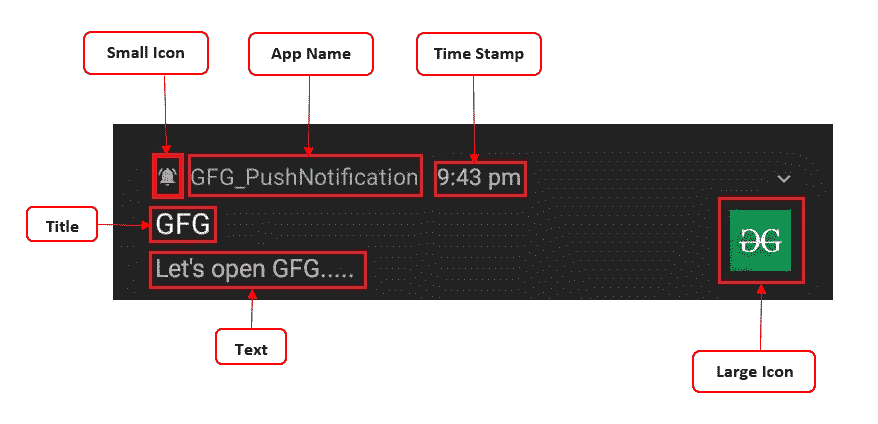 Small Icon
App Name
Time Stamp
GFG_PushNotification
9:43 pm
Title
GFG
Let's open GFG.....
Text
Large Icon